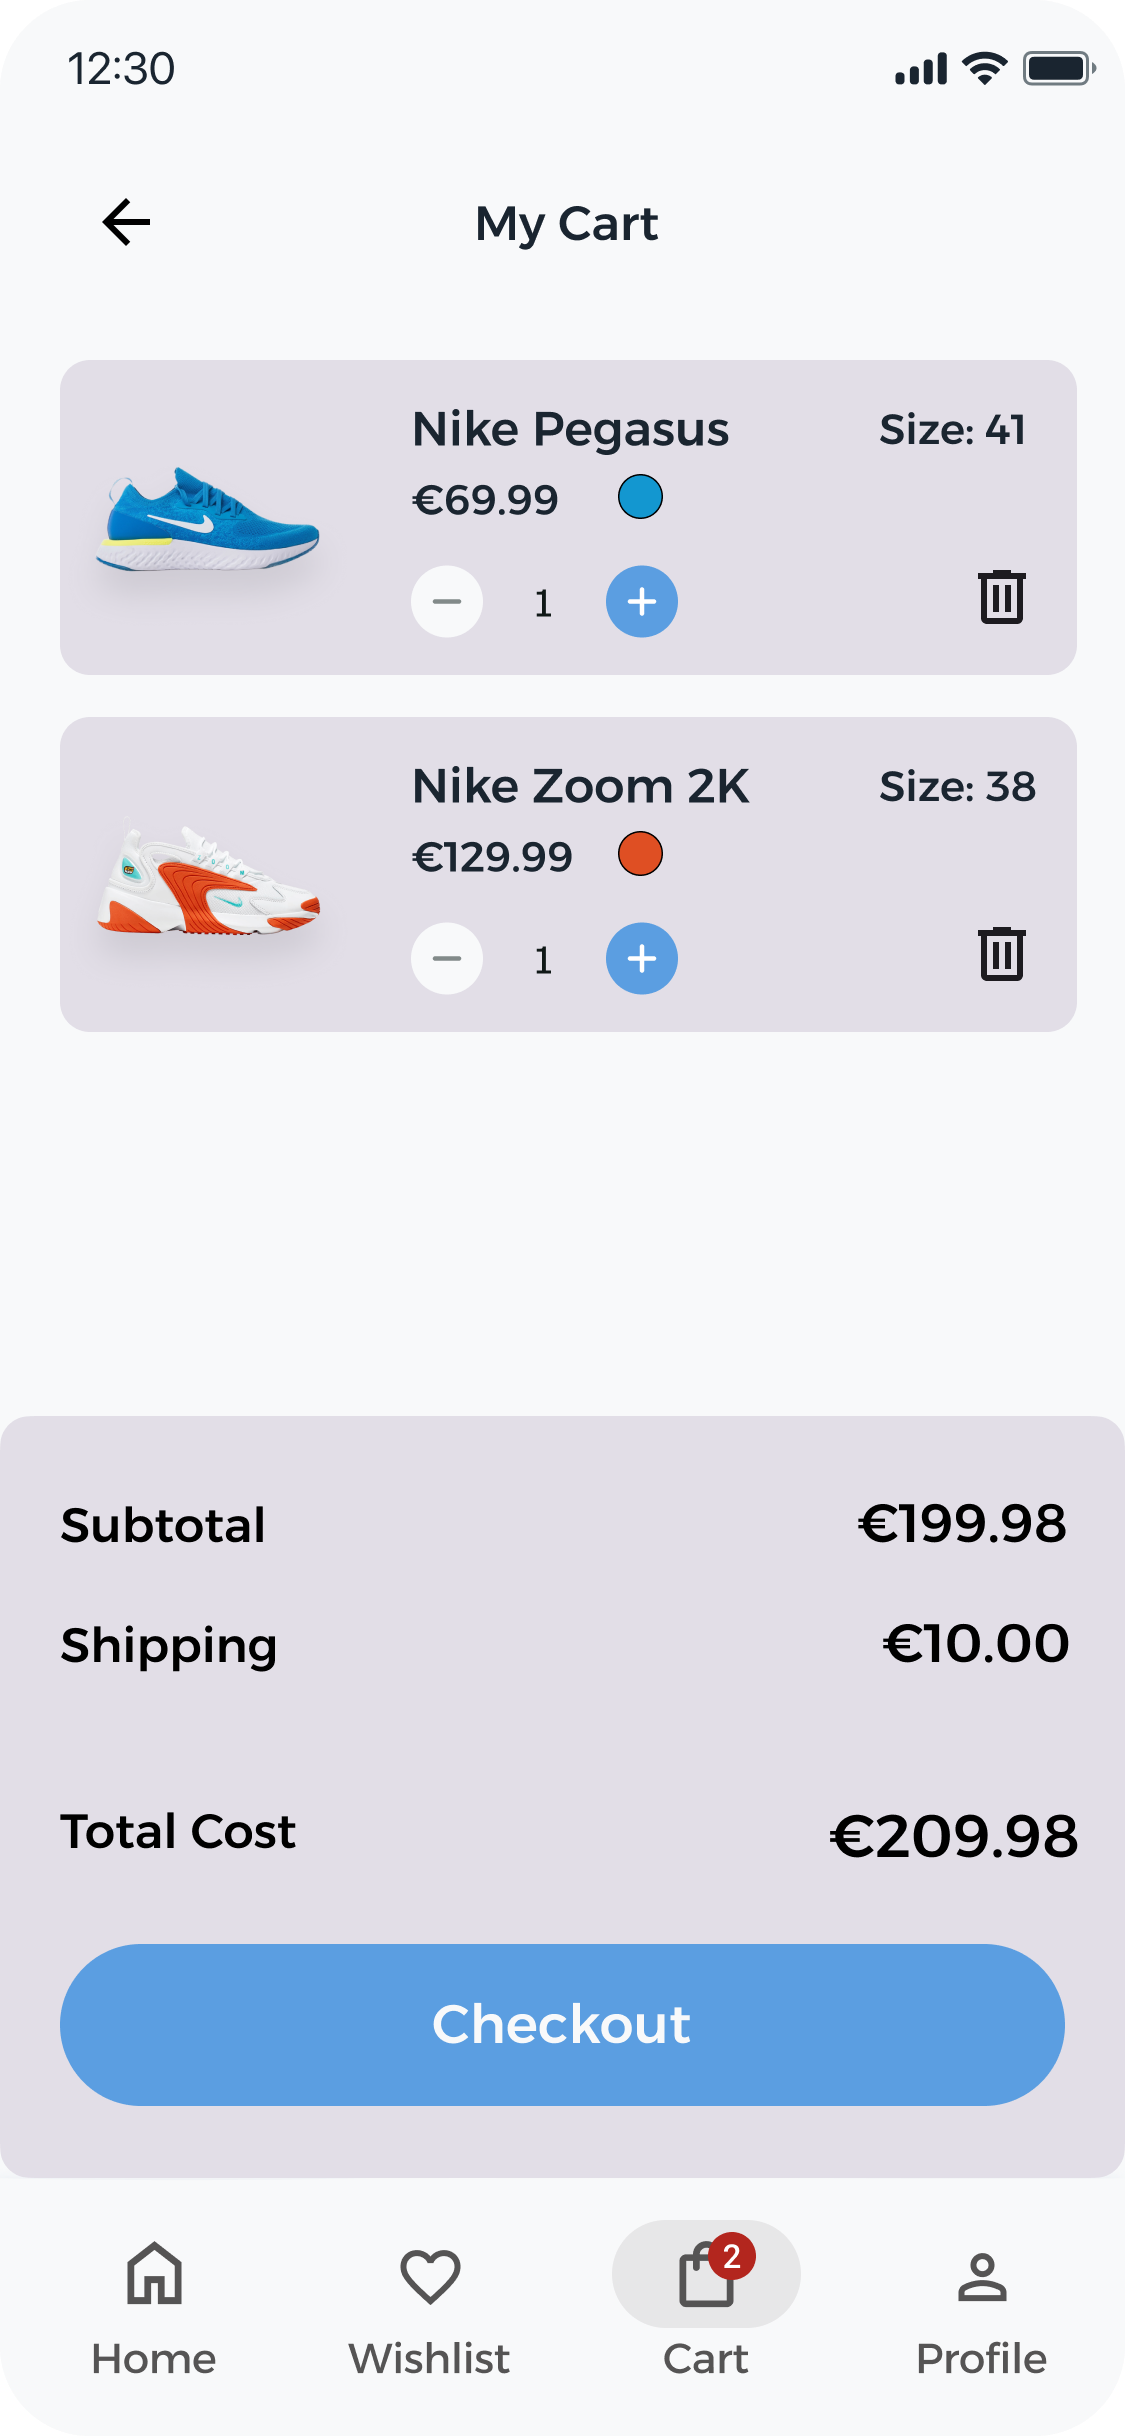 12:30
My Cart
Nike Pegasus
Size: 41
€69.99
1
Nike Zoom 2K
Size: 38
€129.99
1
Subtotal
€199.98
Shipping
€10.00
Total Cost
€209.98
Checkout
2
Home
Wishlist
Cart
Profile